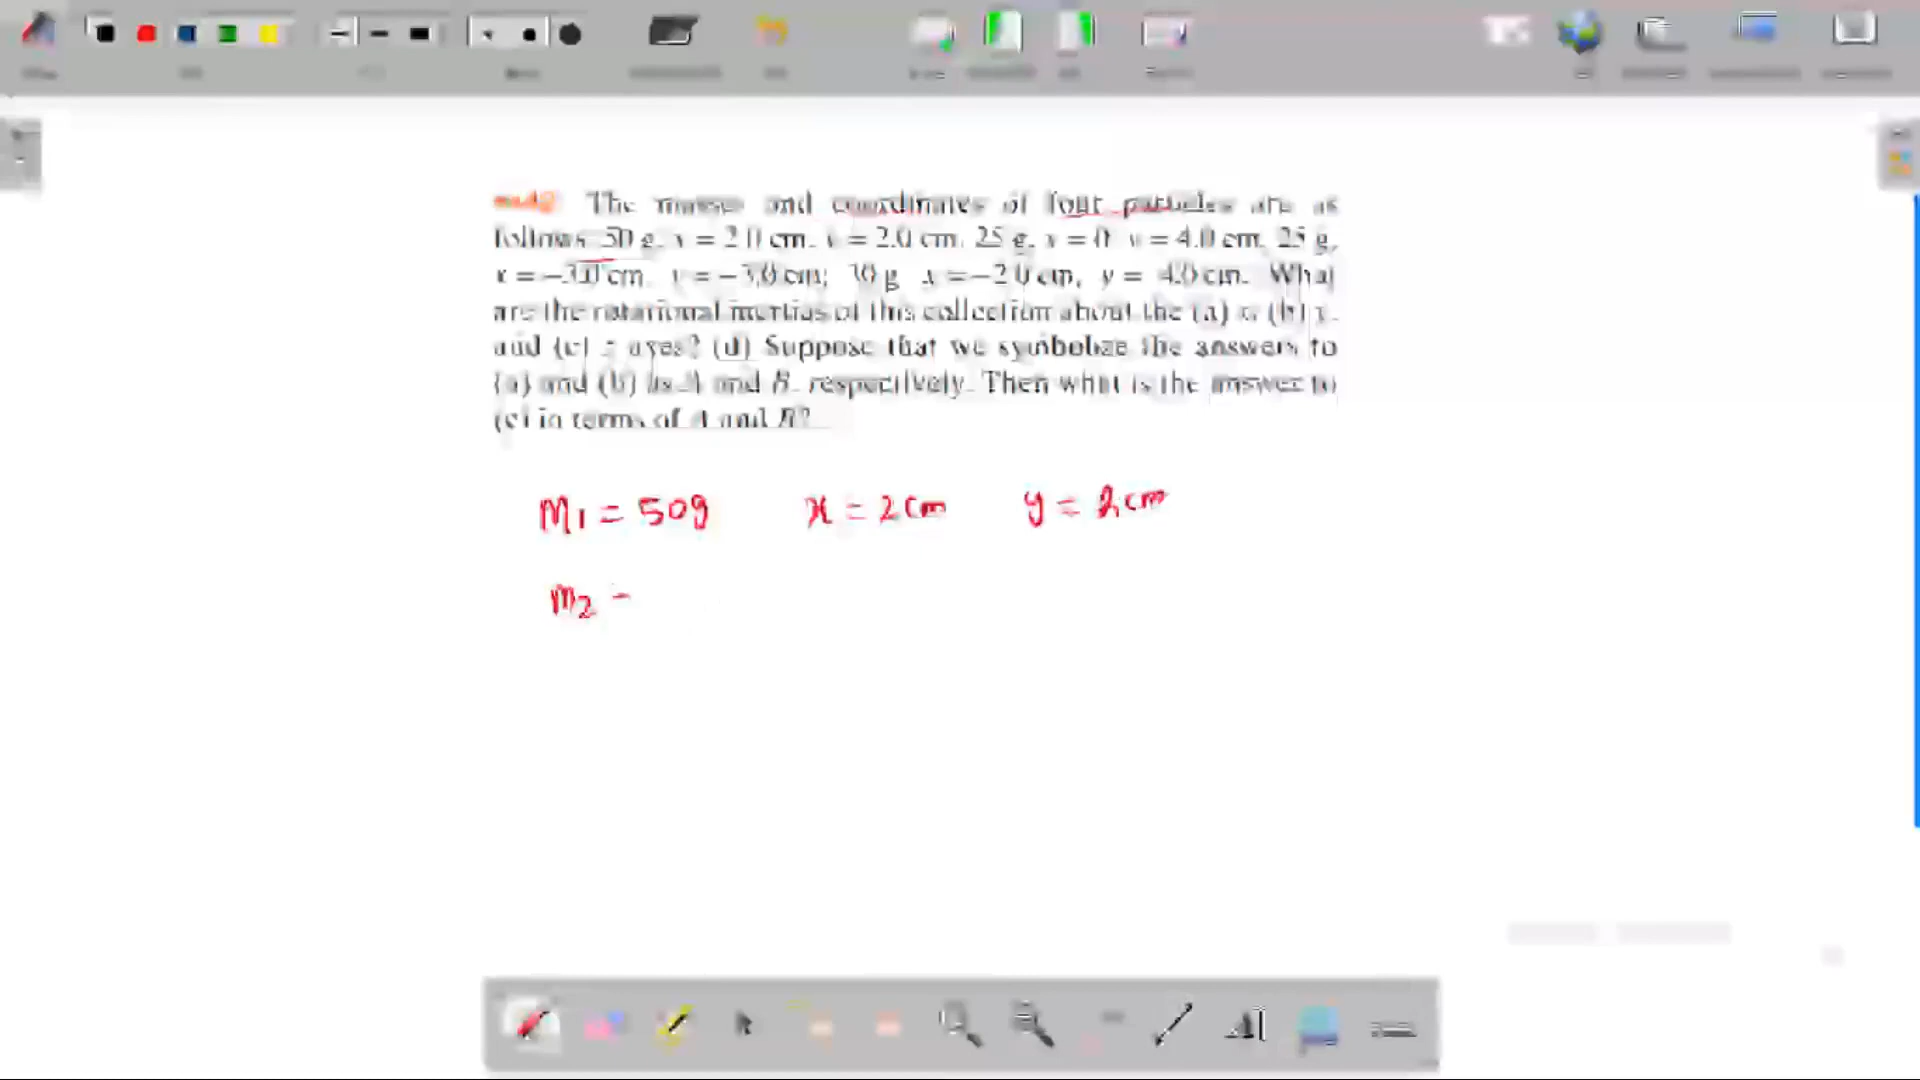 The masses and coordinates of four particles are as
follows: 50 g, x = 2.0 cm, y = 2.0 cm; 25 g, x = 0, y = 4.0 cm; 25 g,
x = −3.0 cm, y = −3.0 cm; 30 g, x = −2.0 cm, y = 4.0 cm. What
are the rotational inertias of this collection about the (a) x, (b) y,
and (c) z axes? (d) Suppose that we symbolize the answers to
(a) and (b) as A and B, respectively. Then what is the answer to
(c) in terms of A and B?
M1 = 50g x = 2cm y = 2cm
m2 -